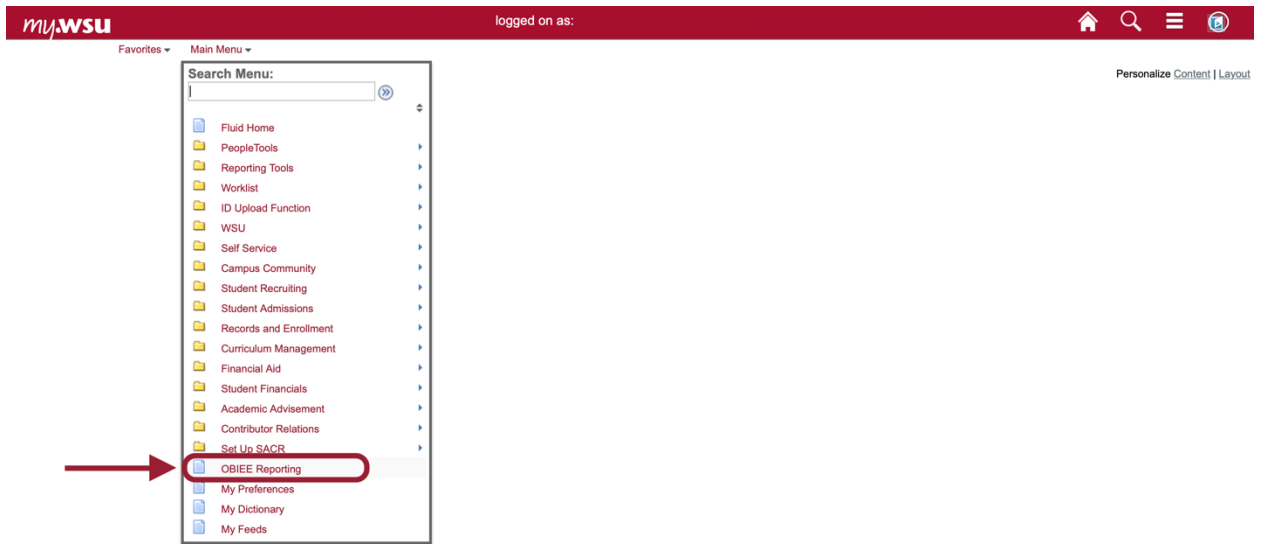 my.wsu
logged on as:
Favorites
Main Menu
Search Menu:
Personalize Content | Layout
Fluid Home
PeopleTools
Reporting Tools
Worklist
ID Upload Function
WSU
Self Service
Campus Community
Student Recruiting
Student Admissions
Records and Enrollment
Curriculum Management
Financial Aid
Student Financials
Academic Advisement
Contributor Relations
Set Up SACR
OBIEE Reporting
My Preferences
My Dictionary
My Feeds